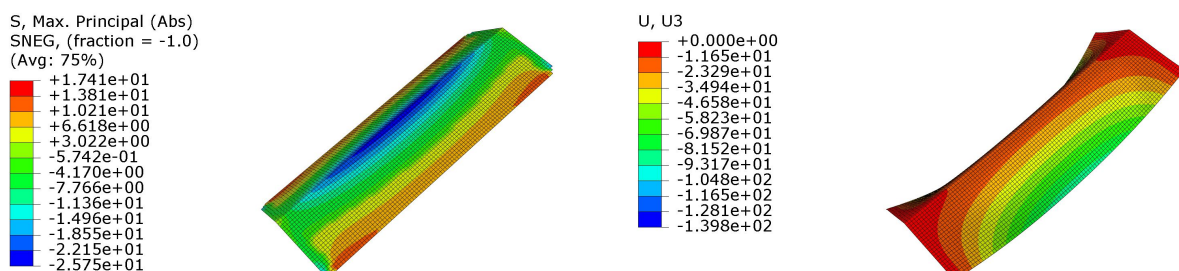 S, Max. Principal (Abs)
SNEG, (fraction = -1.0)
(Avg: 75%)
+1.741e+01
+1.381e+01
+1.021e+01
+6.618e+00
+3.022e+00
-5.742e-01
-4.170e+00
-7.766e+00
-1.136e+01
-1.496e+01
-1.855e+01
-2.215e+01
-2.575e+01
U, U3
+0.000e+00
-1.165e+01
-2.329e+01
-3.494e+01
-4.658e+01
-5.823e+01
-6.987e+01
-8.152e+01
-9.317e+01
-1.048e+02
-1.165e+02
-1.281e+02
-1.398e+02